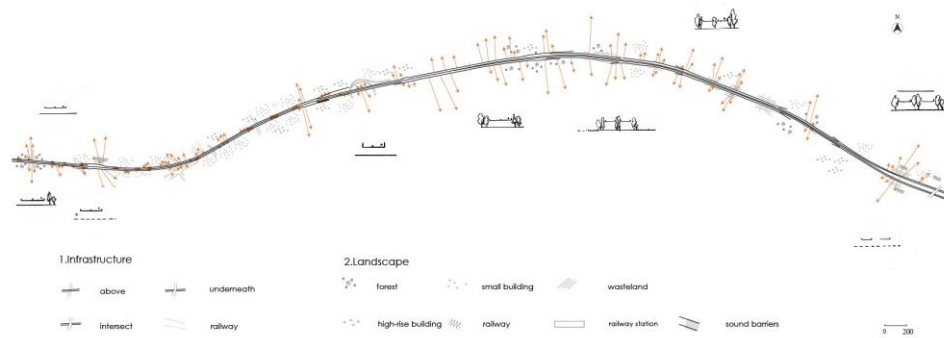 N
1.Infrastructure
2.Landscape
above
underneath
forest
small building
wasteland
intersect
railway
high-rise building
railway
railway station
sound barriers
0 200